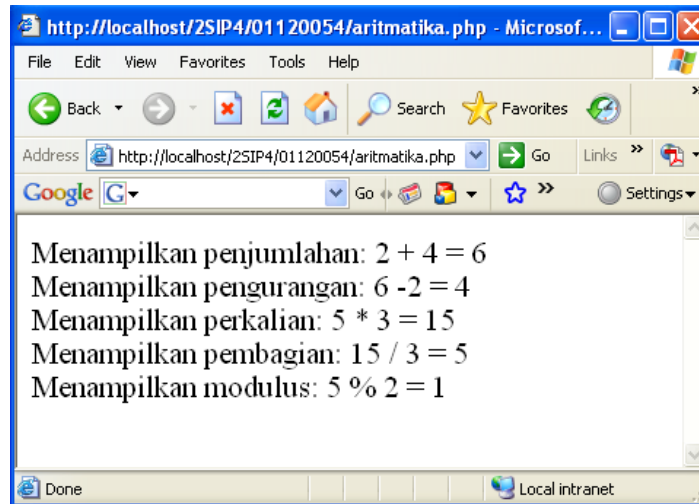 http://localhost/2SIP4/01120054/aritmatika.php - Microsof...
File Edit View Favorites Tools Help
Back Search Favorites
Address http://localhost/2SIP4/01120054/aritmatika.php Go Links »
Google G Go Settings
Menampilkan penjumlahan: 2 + 4 = 6
Menampilkan pengurangan: 6 -2 = 4
Menampilkan perkalian: 5 * 3 = 15
Menampilkan pembagian: 15 / 3 = 5
Menampilkan modulus: 5 % 2 = 1
Done Local intranet